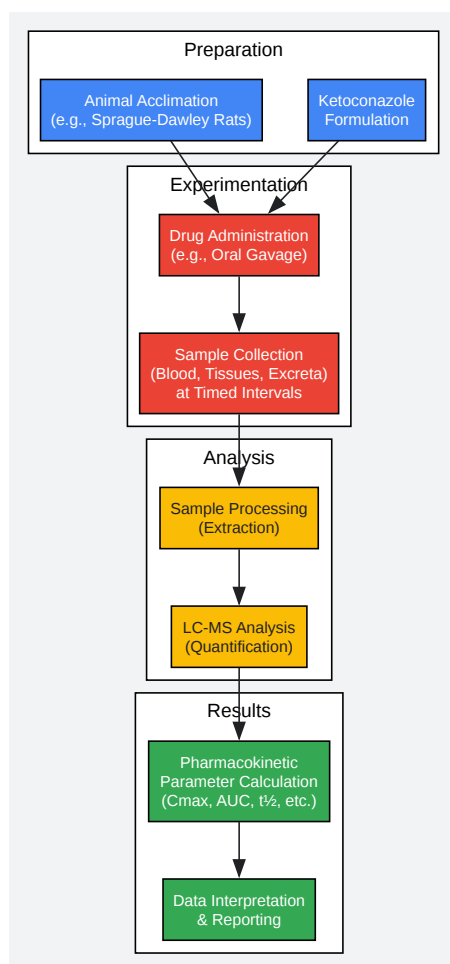 Preparation
Animal Acclimation
(e.g., Sprague-Dawley Rats)
Ketoconazole
Formulation
Experimentation
Drug Administration
(e.g., Oral Gavage)
Sample Collection
(Blood, Tissues, Excreta)
at Timed Intervals
Analysis
Sample Processing
(Extraction)
LC-MS Analysis
(Quantification)
Results
Pharmacokinetic
Parameter Calculation
(Cmax, AUC, t½, etc.)
Data Interpretation
& Reporting